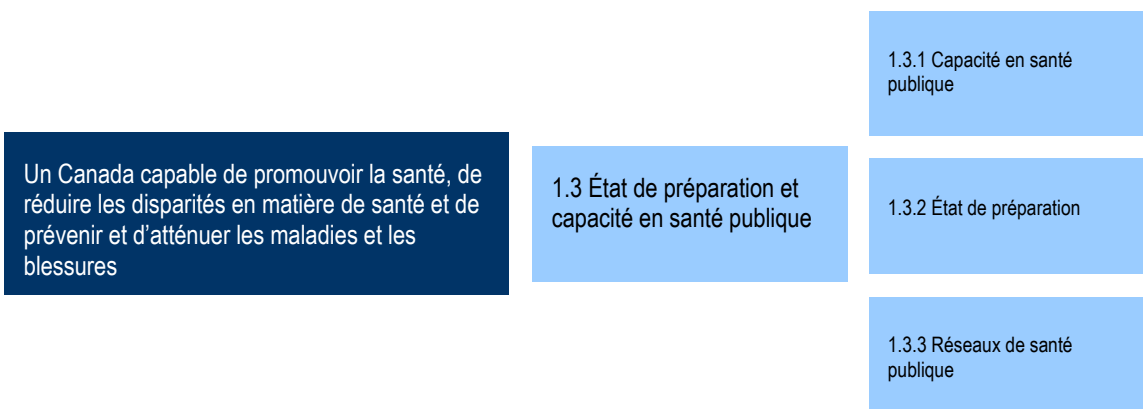 Un Canada capable de promouvoir la santé, de
réduire les disparités en matière de santé et de
prévenir et d’atténuer les maladies et les
blessures
1.3 État de préparation et
capacité en santé publique
1.3.1 Capacité en santé
publique
1.3.2 État de préparation
1.3.3 Réseaux de santé
publique